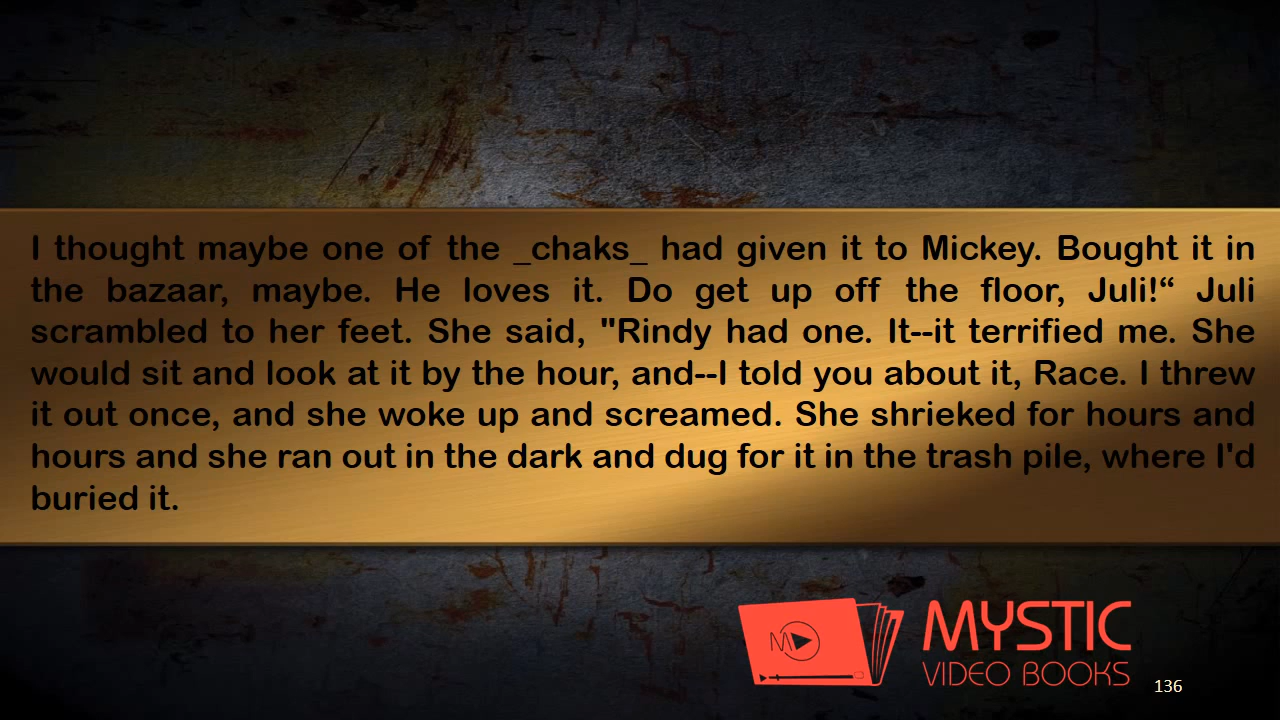 I thought maybe one of the _chaks_ had given it to Mickey. Bought it in
the bazaar, maybe. He loves it. Do get up off the floor, Juli!“ Juli
scrambled to her feet. She said, "Rindy had one. It--it terrified me. She
would sit and look at it by the hour, and--I told you about it, Race. I threw
it out once, and she woke up and screamed. She shrieked for hours and
hours and she ran out in the dark and dug for it in the trash pile, where I'd
buried it.
MYSTIC
VIDEO BOOKS
136